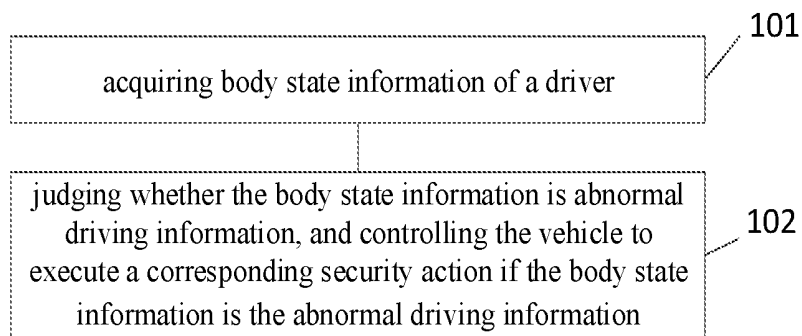 101
acquiring body state information of a driver
judging whether the body state information is abnormal
driving information, and controlling the vehicle to
execute a corresponding security action if the body state
information is the abnormal driving information
102